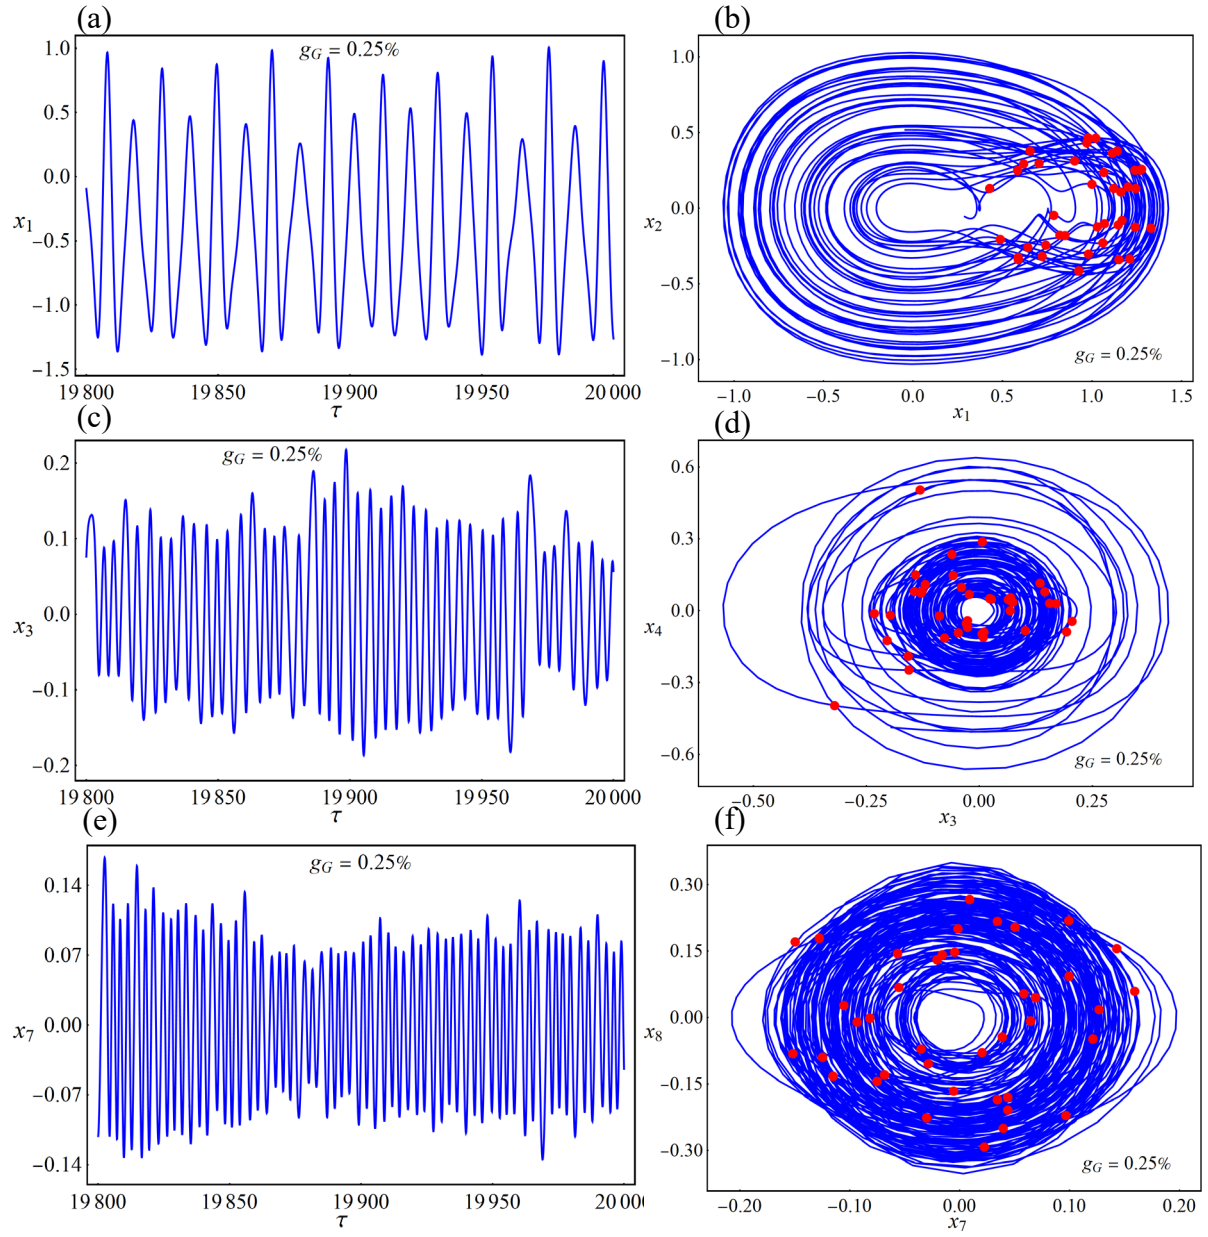 (a)
g_G = 0.25%
1.0
0.5
0.0
x_1
−0.5
−1.0
−1.5
19 800 19 850 19 900 19 950 20 000
τ
(b)
1.0
0.5
x_2
0.0
−0.5
−1.0
g_G = 0.25%
−1.0 −0.5 0.0 0.5 1.0 1.5
x_1
(c)
g_G = 0.25%
0.2
0.1
0.0
x_3
−0.1
−0.2
19 800 19 850 19 900 19 950 20 000
τ
(d)
0.6
0.3
0.0
x_4
−0.3
−0.6
g_G = 0.25%
−0.50 −0.25 0.00 0.25
x_3
(e)
g_G = 0.25%
0.14
0.07
0.00
x_7
−0.07
−0.14
19 800 19 850 19 900 19 950 20 000
τ
(f)
0.30
0.15
0.00
x_8
−0.15
−0.30
g_G = 0.25%
−0.20 −0.10 0.00 0.10 0.20
x_7